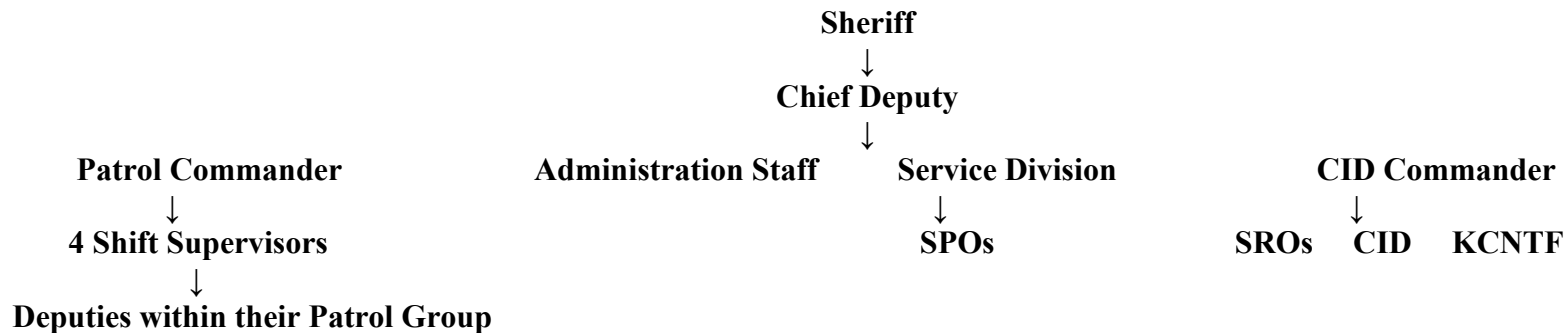 Sheriff
↓
Chief Deputy
↓
Patrol Commander Administration Staff Service Division CID Commander
↓ ↓ ↓
4 Shift Supervisors SPOs SROs CID KCNTF
↓
Deputies within their Patrol Group